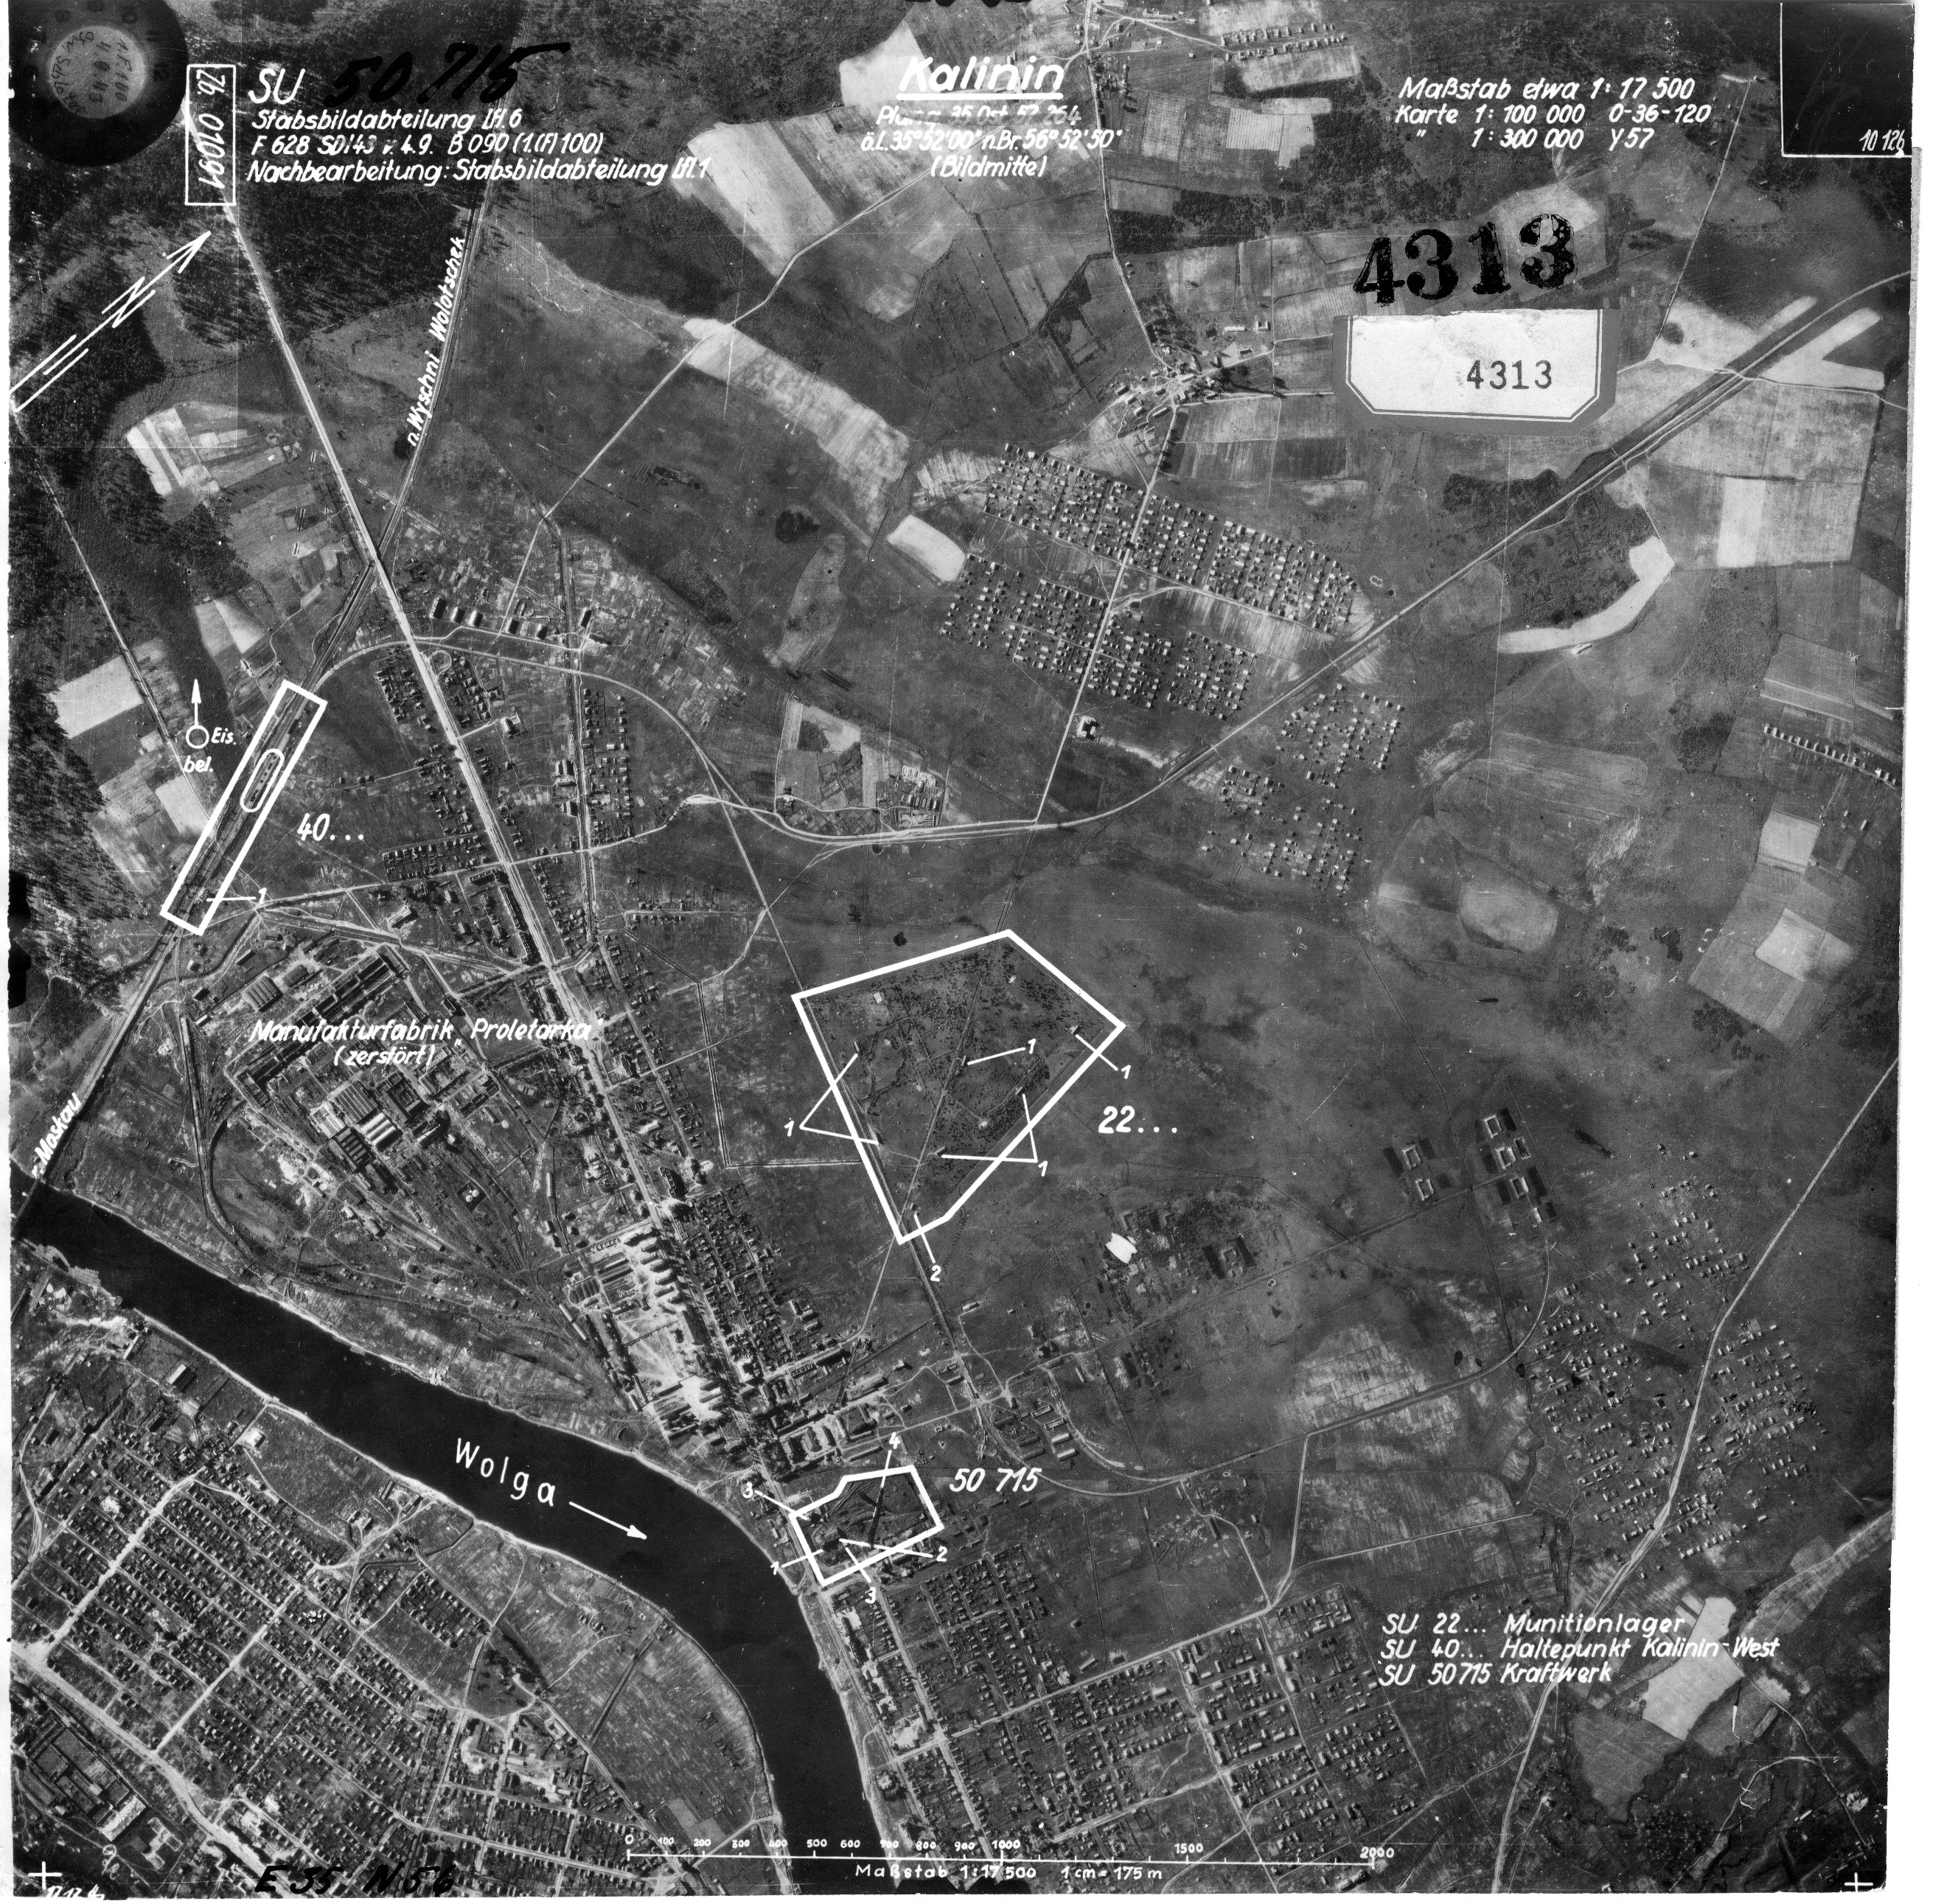 SU 50 715
Stabsbildabteilung Lfl. 6
F 628 SD/43 v. 4.9. B 090 (1.(F) 100)
Nachbearbeitung: Stabsbildabteilung Lfl. 1
Kalinin
ö.L. 35° 52' 00" n.Br. 56° 52' 50"
(Bildmitte)
Maßstab etwa 1: 17 500
Karte 1: 100 000 0-36-120
" 1: 300 000 Y 57
10 126
N
n. Wyschni Wolotschek
4313
4313
Eis.
bel.
40...
1
Manufakturfabrik „Proletarka“
(zerstört)
n. Moskau
1
1
1
1
22...
2
Wolga
4
50 715
3
1
2
3
SU 22... Munitionlager
SU 40... Haltepunkt Kalinin-West
SU 50 715 Kraftwerk
0 100 200 300 400 500 600 700 800 900 1000 1500 2000
Maßstab 1:17 500 1 cm = 175 m
E 35 N 56